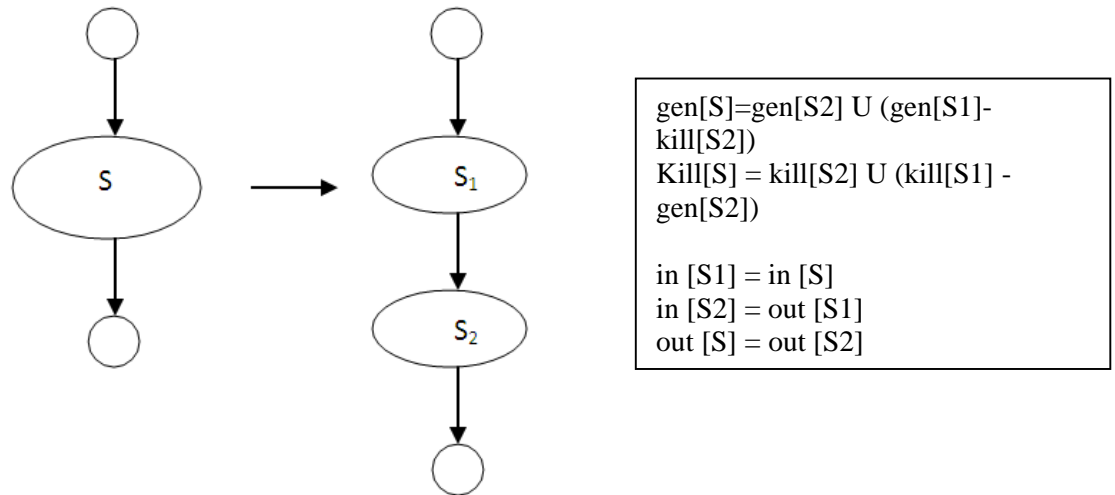 S
S₁
S₂
gen[S]=gen[S2] U (gen[S1]-
kill[S2])
Kill[S] = kill[S2] U (kill[S1] -
gen[S2])
in [S1] = in [S]
in [S2] = out [S1]
out [S] = out [S2]